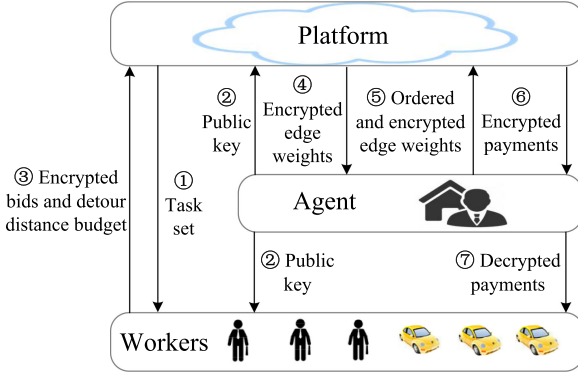 Platform
② Public key
④ Encrypted edge weights
⑤ Ordered and encrypted edge weights
⑥ Encrypted payments
③ Encrypted bids and detour distance budget
① Task set
Agent
② Public key
⑦ Decrypted payments
Workers